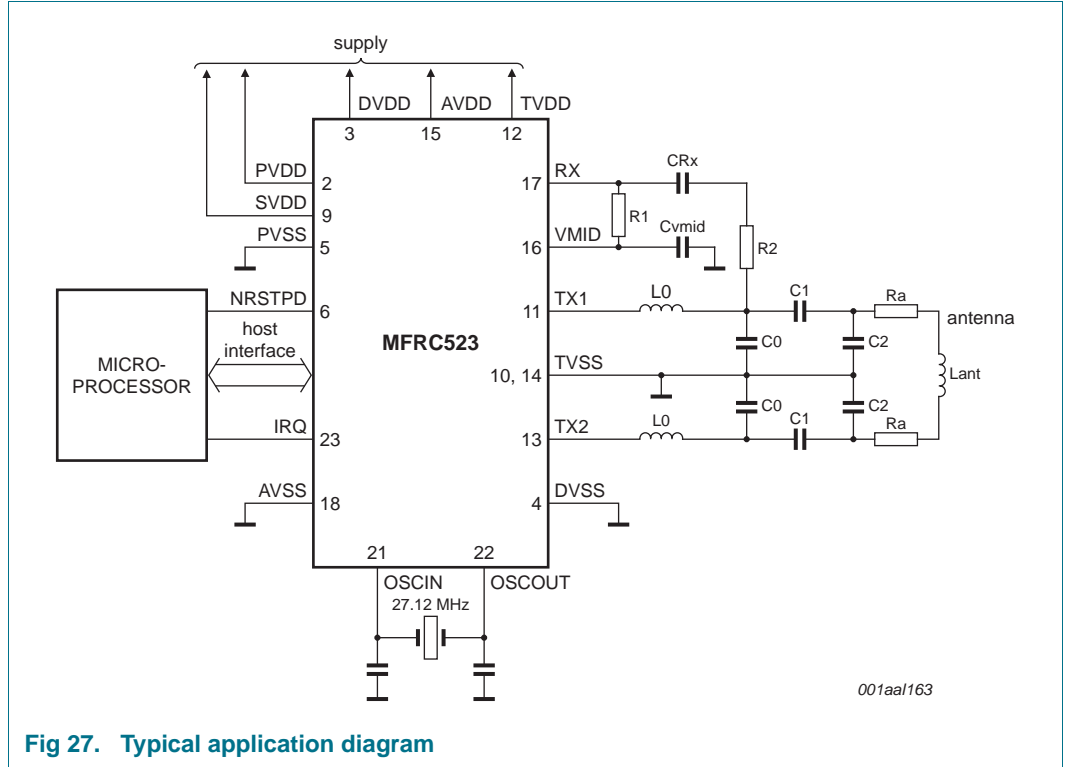 supply
DVDD AVDD TVDD
3 15 12
PVDD 2
SVDD 9
PVSS 5
NRSTPD 6
host
interface
MICRO-
PROCESSOR
IRQ 23
AVSS 18
MFRC523
17 RX
CRx
R1
16 VMID
Cvmid
R2
11 TX1
L0
C1
Ra
antenna
C0
C2
10, 14 TVSS
Lant
C0
C2
13 TX2
L0
C1
Ra
4 DVSS
21 22
OSCIN OSCOUT
27.12 MHz
001aal163
Fig 27. Typical application diagram